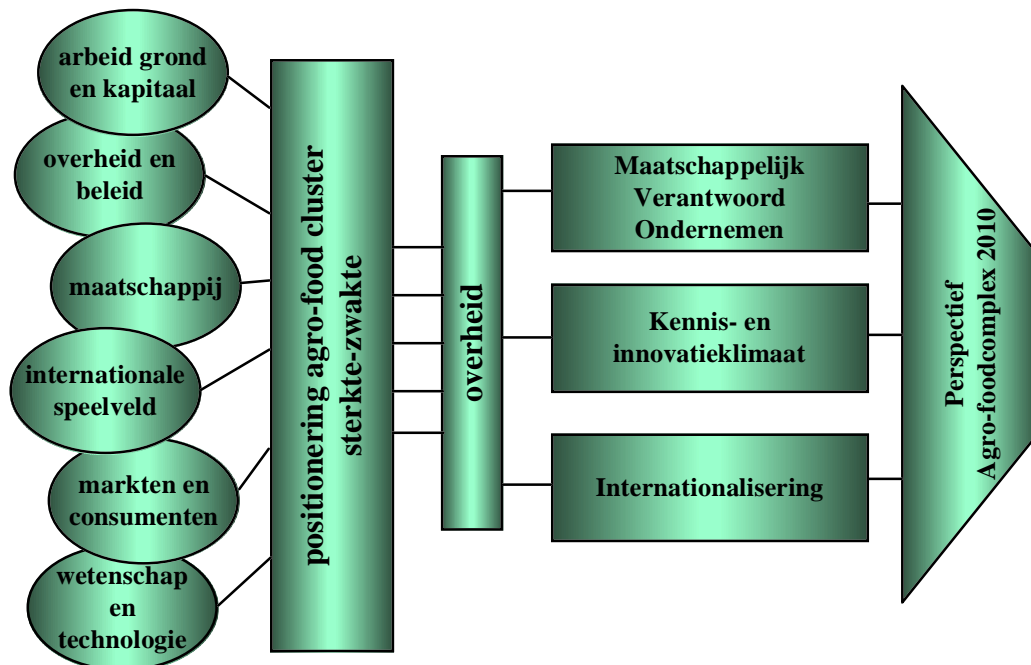 arbeid grond
en kapitaal
overheid en
beleid
maatschappij
internationale
speelveld
markten en
consumenten
wetenschap
en
technologie
positionering agro-food cluster
sterkte-zwakte
overheid
Maatschappelijk
Verantwoord
Ondernemen
Kennis- en
innovatieklimaat
Internationalisering
Perspectief
Agro-foodcomplex 2010